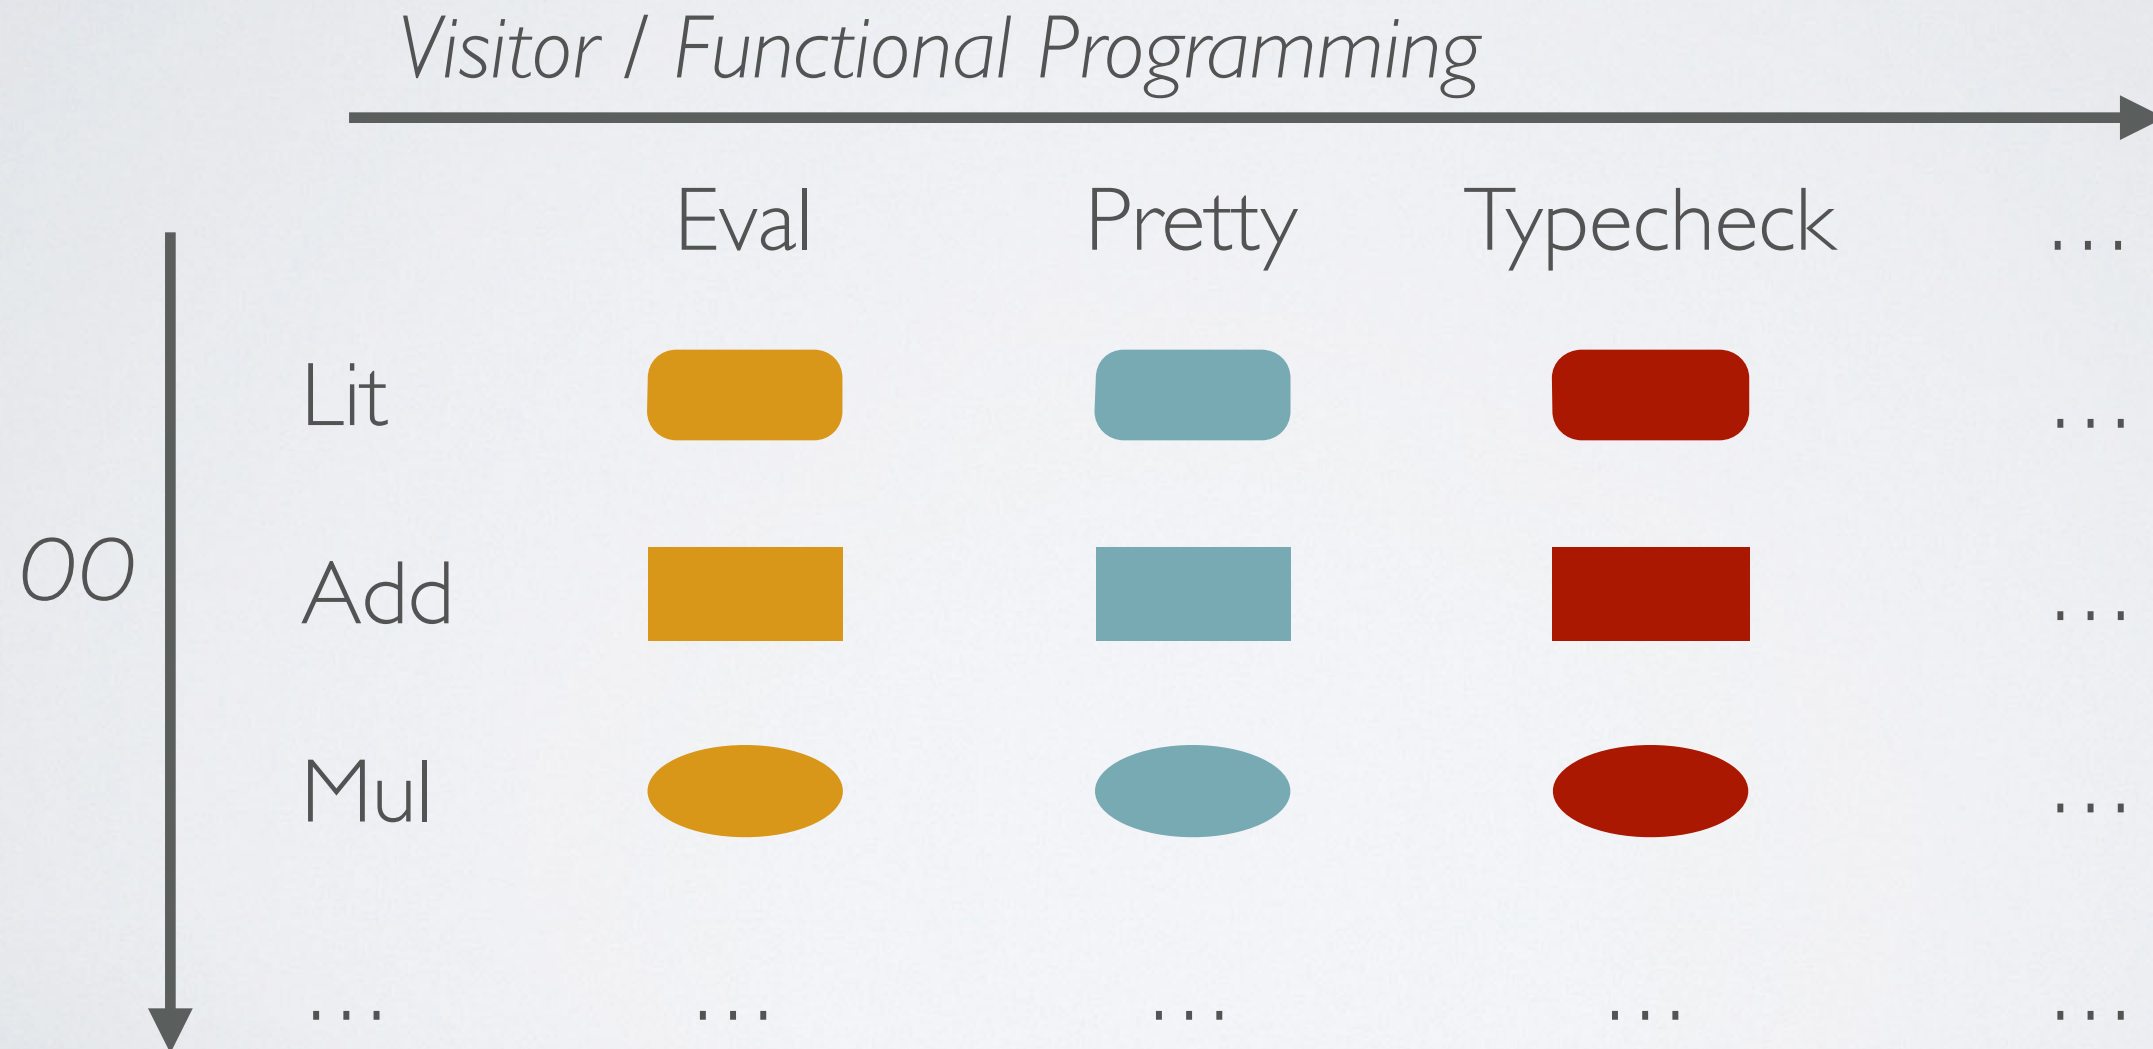 Visitor / Functional Programming
Eval Pretty Typecheck ...
Lit ...
OO
Add ...
Mul ...
... ... ... ... ...